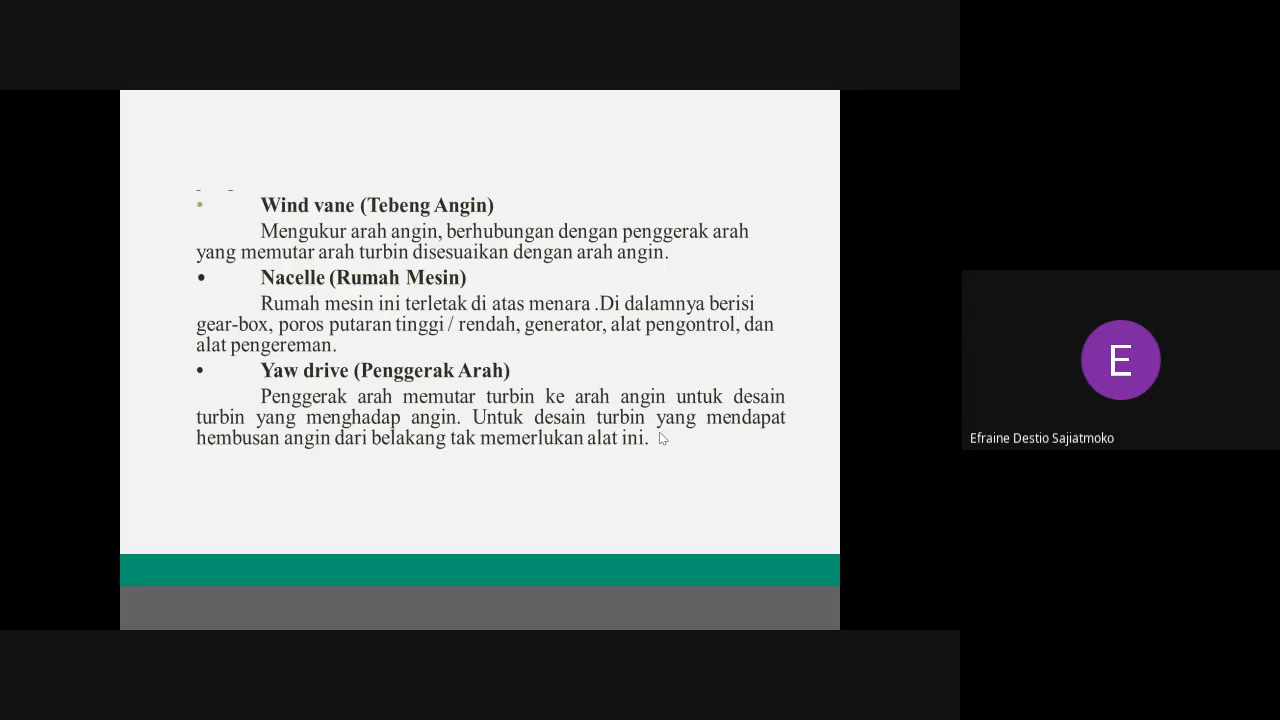 • Wind vane (Tebeng Angin)
Mengukur arah angin, berhubungan dengan penggerak arah
yang memutar arah turbin disesuaikan dengan arah angin.
• Nacelle (Rumah Mesin)
Rumah mesin ini terletak di atas menara .Di dalamnya berisi
gear-box, poros putaran tinggi / rendah, generator, alat pengontrol, dan
alat pengereman.
• Yaw drive (Penggerak Arah)
Penggerak arah memutar turbin ke arah angin untuk desain
turbin yang menghadap angin. Untuk desain turbin yang mendapat
hembusan angin dari belakang tak memerlukan alat ini.
E
Efraine Destio Sajiatmoko